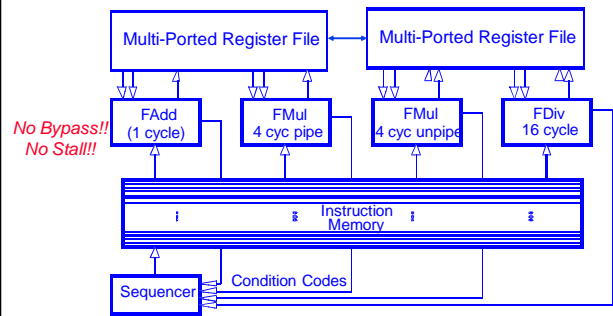 Multi-Ported Register File
Multi-Ported Register File
No Bypass!!
No Stall!!
FAdd
(1 cycle)
FMul
4 cyc pipe
FMul
4 cyc unpipe
FDiv
16 cycle
Instruction
Memory
Condition Codes
Sequencer